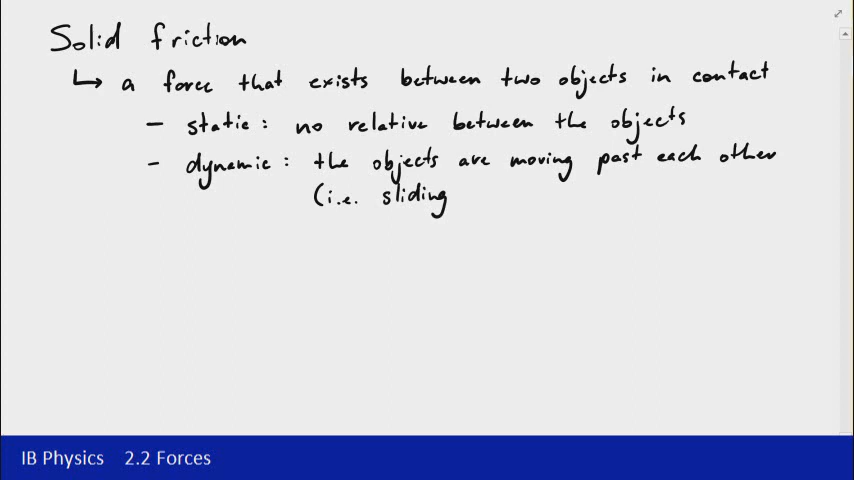 Solid friction
↳ a force that exists between two objects in contact
– static: no relative between the objects
– dynamic: the objects are moving past each other
(i.e. sliding
IB Physics 2.2 Forces